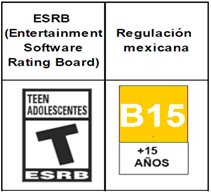 ESRB
(Entertainment
Software
Rating Board)
Regulación
mexicana
TEEN
ADOLESCENTES
T
ESRB
B15
+15
AÑOS